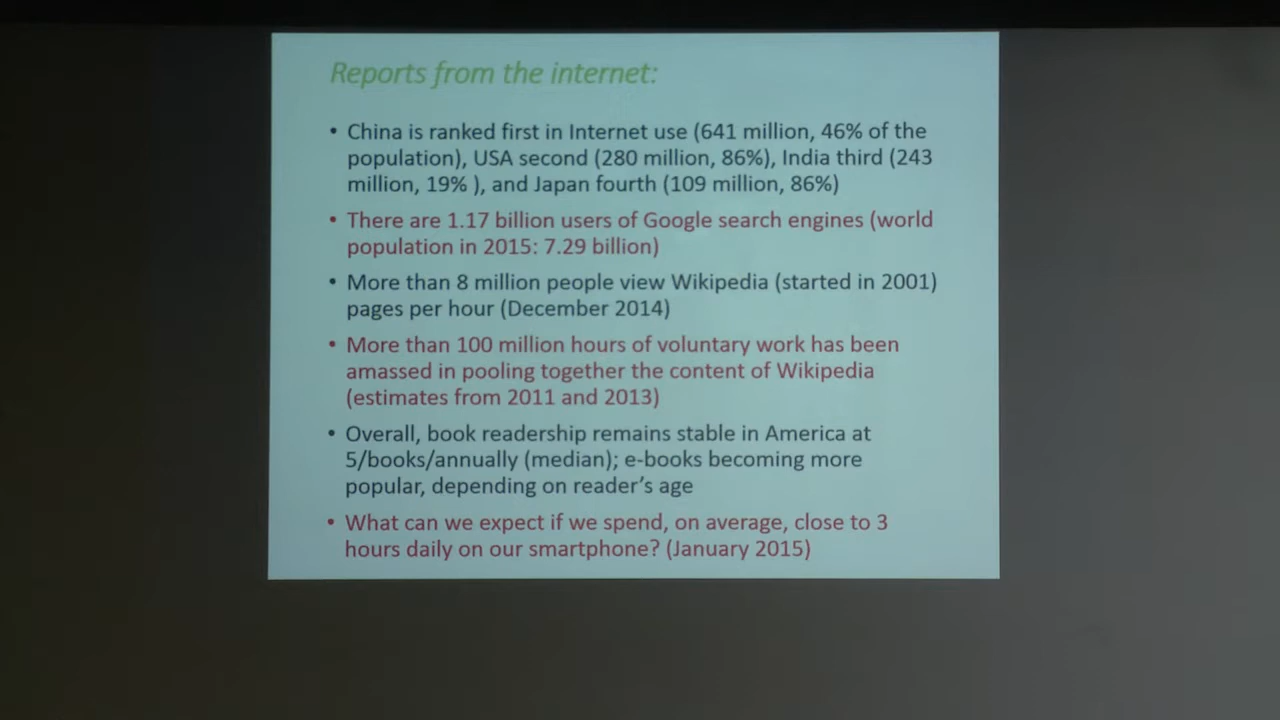 Reports from the internet:
• China is ranked first in Internet use (641 million, 46% of the
population), USA second (280 million, 86%), India third (243
million, 19% ), and Japan fourth (109 million, 86%)
• There are 1.17 billion users of Google search engines (world
population in 2015: 7.29 billion)
• More than 8 million people view Wikipedia (started in 2001)
pages per hour (December 2014)
• More than 100 million hours of voluntary work has been
amassed in pooling together the content of Wikipedia
(estimates from 2011 and 2013)
• Overall, book readership remains stable in America at
5/books/annually (median); e-books becoming more
popular, depending on reader's age
• What can we expect if we spend, on average, close to 3
hours daily on our smartphone? (January 2015)